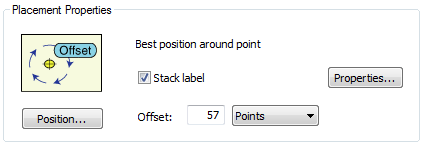 Placement Properties
Offset
Best position around point
Stack label
Properties...
Position...
Offset: 57 Points